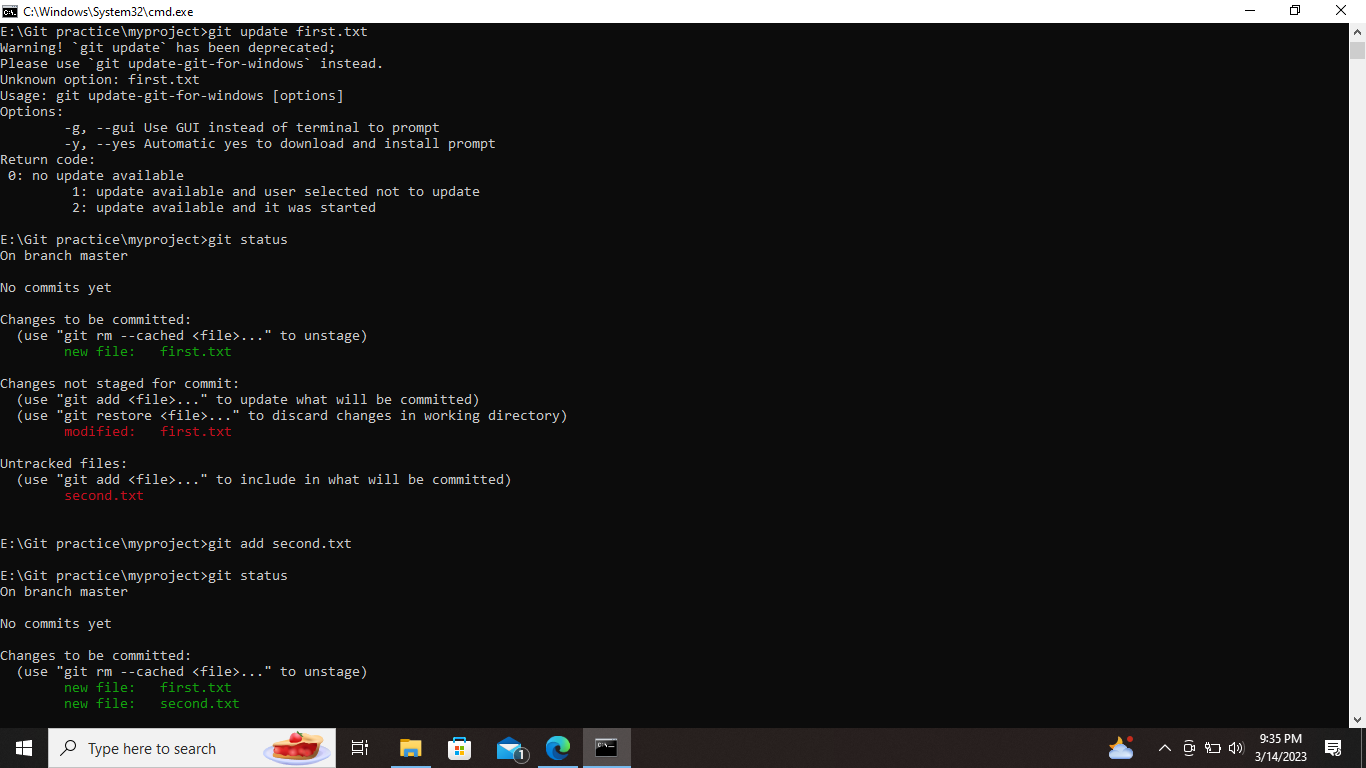 C:\Windows\System32\cmd.exe
E:\Git practice\myproject>git update first.txt
Warning! `git update` has been deprecated;
Please use `git update-git-for-windows` instead.
Unknown option: first.txt
Usage: git update-git-for-windows [options]
Options:
        -g, --gui Use GUI instead of terminal to prompt
        -y, --yes Automatic yes to download and install prompt
Return code:
 0: no update available
         1: update available and user selected not to update
         2: update available and it was started
E:\Git practice\myproject>git status
On branch master
No commits yet
Changes to be committed:
  (use "git rm --cached <file>..." to unstage)
        new file:   first.txt
Changes not staged for commit:
  (use "git add <file>..." to update what will be committed)
  (use "git restore <file>..." to discard changes in working directory)
        modified:   first.txt
Untracked files:
  (use "git add <file>..." to include in what will be committed)
        second.txt
E:\Git practice\myproject>git add second.txt
E:\Git practice\myproject>git status
On branch master
No commits yet
Changes to be committed:
  (use "git rm --cached <file>..." to unstage)
        new file:   first.txt
        new file:   second.txt
Type here to search
1
9:35 PM
3/14/2023